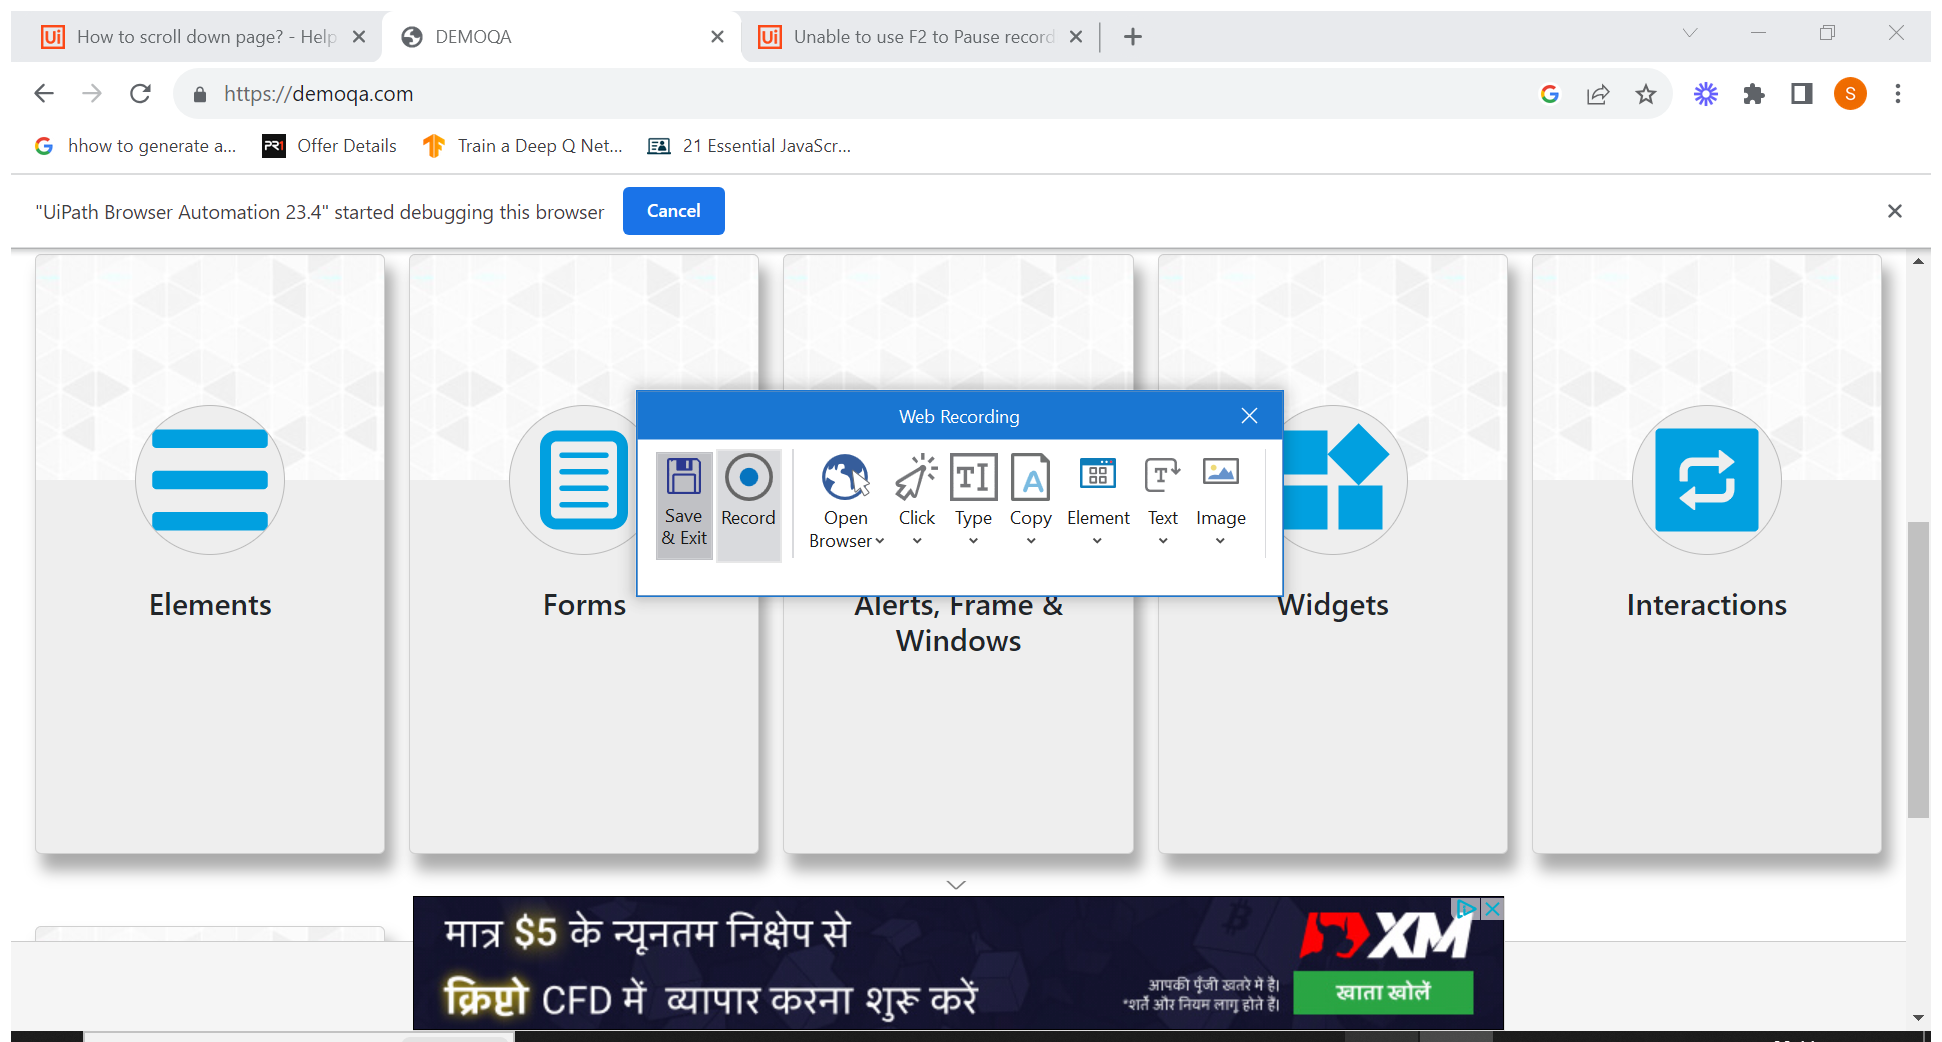 How to scroll down page? - Help
DEMOQA
Unable to use F2 to Pause record
https://demoqa.com
S
hhow to generate a...
PR1
Offer Details
Train a Deep Q Net...
21 Essential JavaScr...
"UiPath Browser Automation 23.4" started debugging this browser
Cancel
Web Recording
Save
& Exit
Record
Open
Browser
Click
Type
Copy
Element
Text
Image
Elements
Forms
Alerts, Frame &
Windows
Widgets
Interactions
मात्र $5 के न्यूनतम निक्षेप से
क्रिप्टो CFD में व्यापार करना शुरू करें
XM
आपकी पूँजी खतरे में है।
*शर्तें और नियम लागू होते हैं।
खाता खोलें